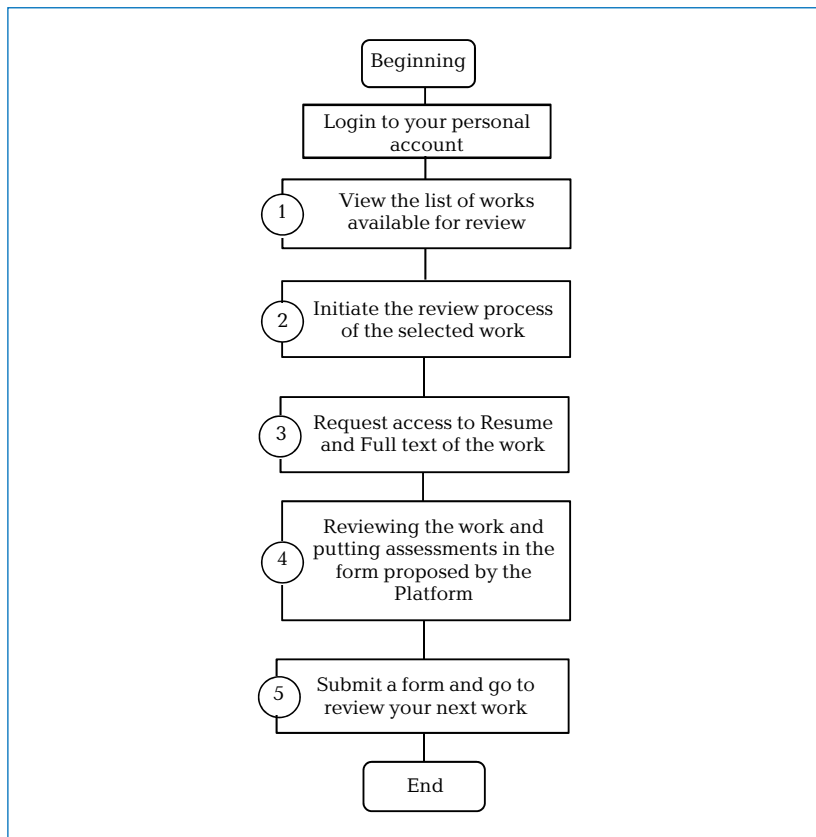 Beginning
Login to your personal
account
1
View the list of works
available for review
2
Initiate the review process
of the selected work
3
Request access to Resume
and Full text of the work
4
Reviewing the work and
putting assessments in the
form proposed by the
Platform
5
Submit a form and go to
review your next work
End